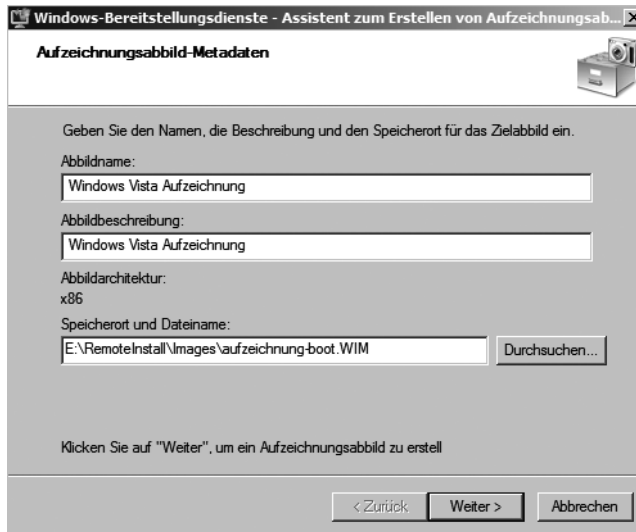 Windows-Bereitstellungsdienste - Assistent zum Erstellen von Aufzeichnungsab...
Aufzeichnungsabbild-Metadaten
Geben Sie den Namen, die Beschreibung und den Speicherort für das Zielabbild ein.
Abbildname:
Windows Vista Aufzeichnung
Abbildbeschreibung:
Windows Vista Aufzeichnung
Abbildarchitektur:
x86
Speicherort und Dateiname:
E:\RemoteInstall\Images\aufzeichnung-boot.WIM
Durchsuchen...
Klicken Sie auf "Weiter", um ein Aufzeichnungsabbild zu erstell
< Zurück Weiter > Abbrechen